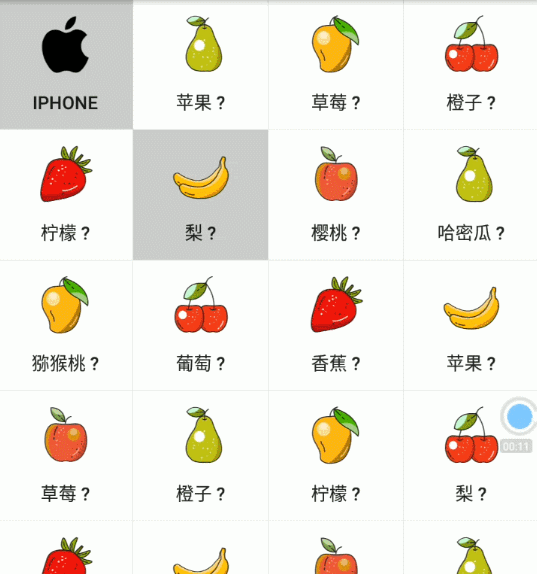 IPHONE
苹果？
草莓？
橙子？
柠檬？
梨？
樱桃？
哈密瓜？
猕猴桃？
葡萄？
香蕉？
苹果？
草莓？
橙子？
柠檬？
梨？
00:11